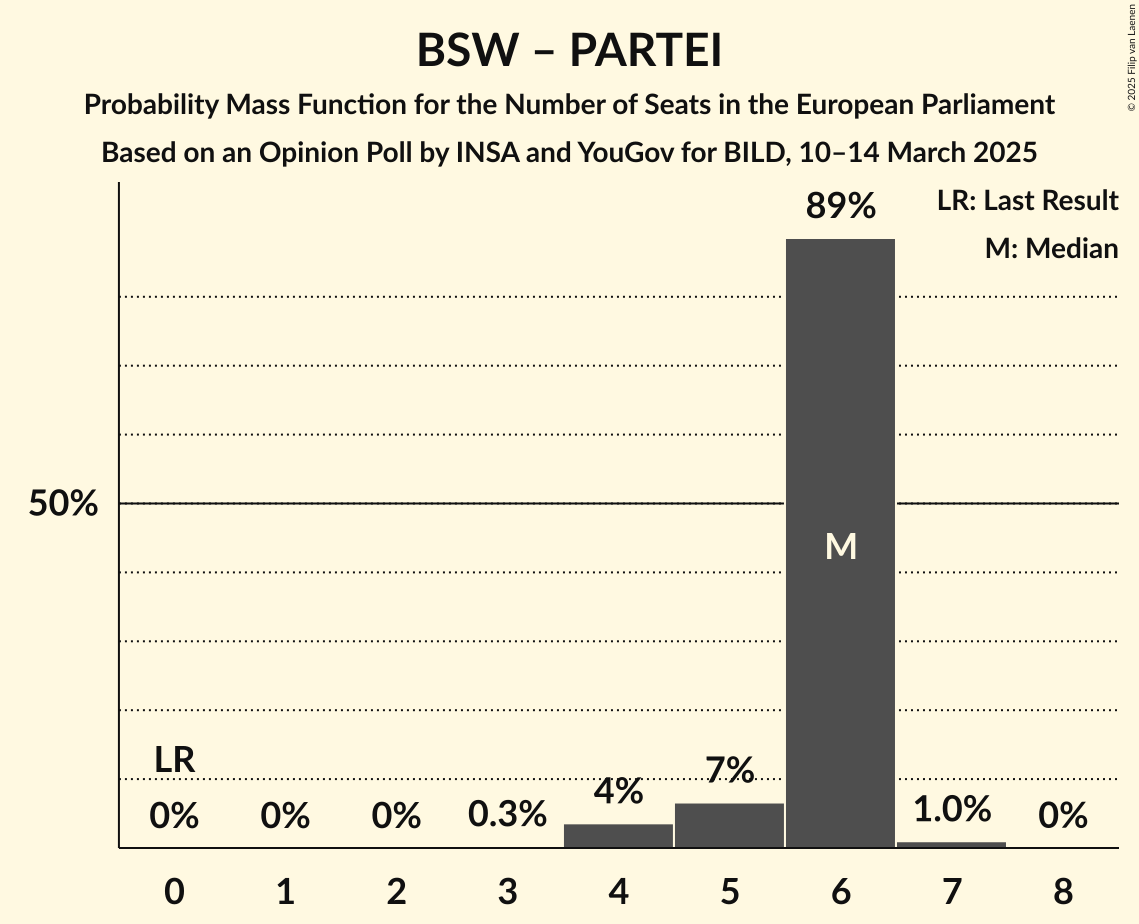 BSW – PARTEI
Probability Mass Function for the Number of Seats in the European Parliament
Based on an Opinion Poll by INSA and YouGov for BILD, 10–14 March 2025
© 2025 Filip van Laenen
LR: Last Result
M: Median
89%
50%
M
LR
0%
0%
0%
0.3%
4%
7%
1.0%
0%
0
1
2
3
4
5
6
7
8